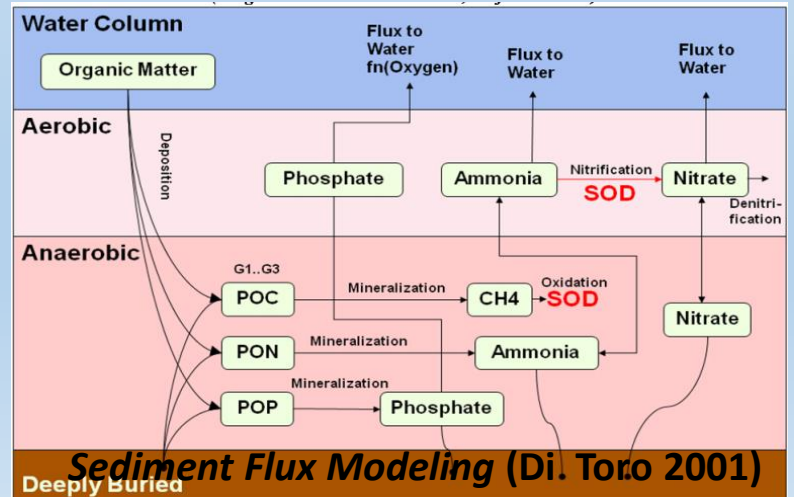 Water Column
Organic Matter
Flux to
Water
fn(Oxygen)
Flux to
Water
Flux to
Water
Aerobic
Deposition
Phosphate
Ammonia
Nitrification
SOD
Nitrate
Denitri-
fication
Anaerobic
G1..G3
POC
Mineralization
CH4
Oxidation
SOD
Nitrate
PON
Mineralization
Ammonia
POP
Mineralization
Phosphate
Sediment Flux Modeling (Di Toro 2001)
Deeply Buried